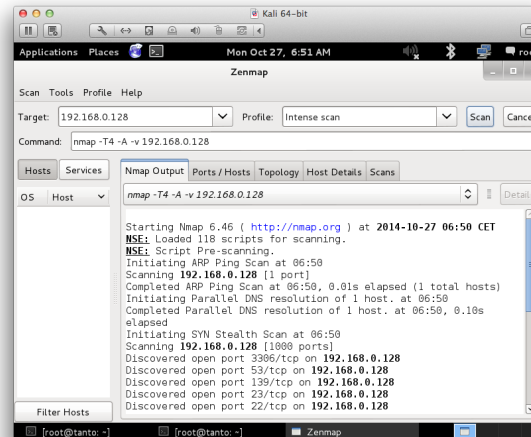 Kali 64-bit
Applications Places Mon Oct 27, 6:51 AM
Zenmap
Scan Tools Profile Help
Target: 192.168.0.128 Profile: Intense scan Scan
Command: nmap -T4 -A -v 192.168.0.128
Hosts Services Nmap Output Ports / Hosts Topology Host Details Scans
OS Host nmap -T4 -A -v 192.168.0.128 Detail
Starting Nmap 6.46 ( http://nmap.org ) at 2014-10-27 06:50 CET
NSE: Loaded 118 scripts for scanning.
NSE: Script Pre-scanning.
Initiating ARP Ping Scan at 06:50
Scanning 192.168.0.128 [1 port]
Completed ARP Ping Scan at 06:50, 0.01s elapsed (1 total hosts)
Initiating Parallel DNS resolution of 1 host. at 06:50
Completed Parallel DNS resolution of 1 host. at 06:50, 0.10s
elapsed
Initiating SYN Stealth Scan at 06:50
Scanning 192.168.0.128 [1000 ports]
Discovered open port 3306/tcp on 192.168.0.128
Discovered open port 53/tcp on 192.168.0.128
Discovered open port 139/tcp on 192.168.0.128
Discovered open port 23/tcp on 192.168.0.128
Discovered open port 22/tcp on 192.168.0.128
Filter Hosts
[root@tanto: ~] [root@tanto: ~] Zenmap